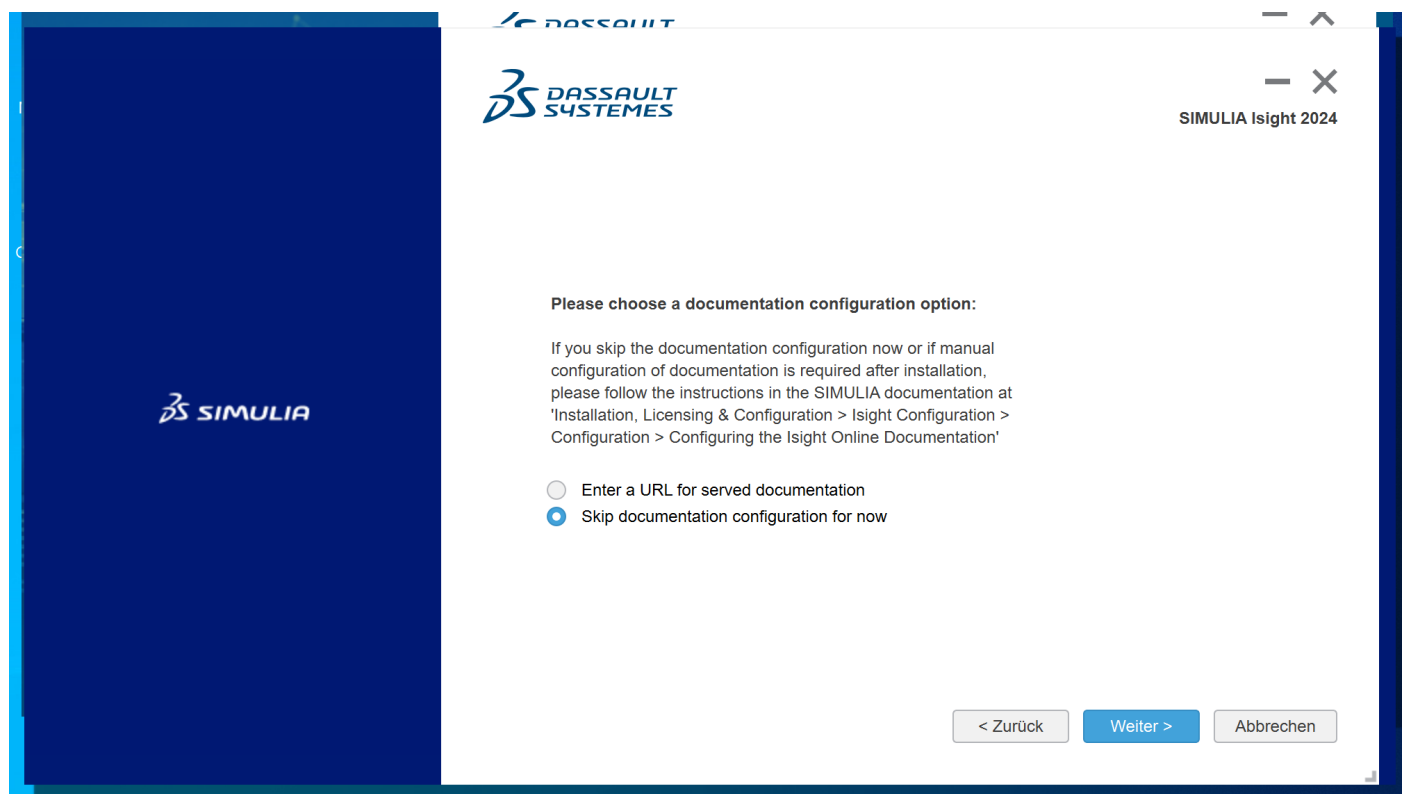 DASSAULT
DASSAULT
SYSTEMES
SIMULIA Isight 2024
Please choose a documentation configuration option:
If you skip the documentation configuration now or if manual
configuration of documentation is required after installation,
please follow the instructions in the SIMULIA documentation at
'Installation, Licensing & Configuration > Isight Configuration >
Configuration > Configuring the Isight Online Documentation'
SIMULIA
Enter a URL for served documentation
Skip documentation configuration for now
< Zurück
Weiter >
Abbrechen